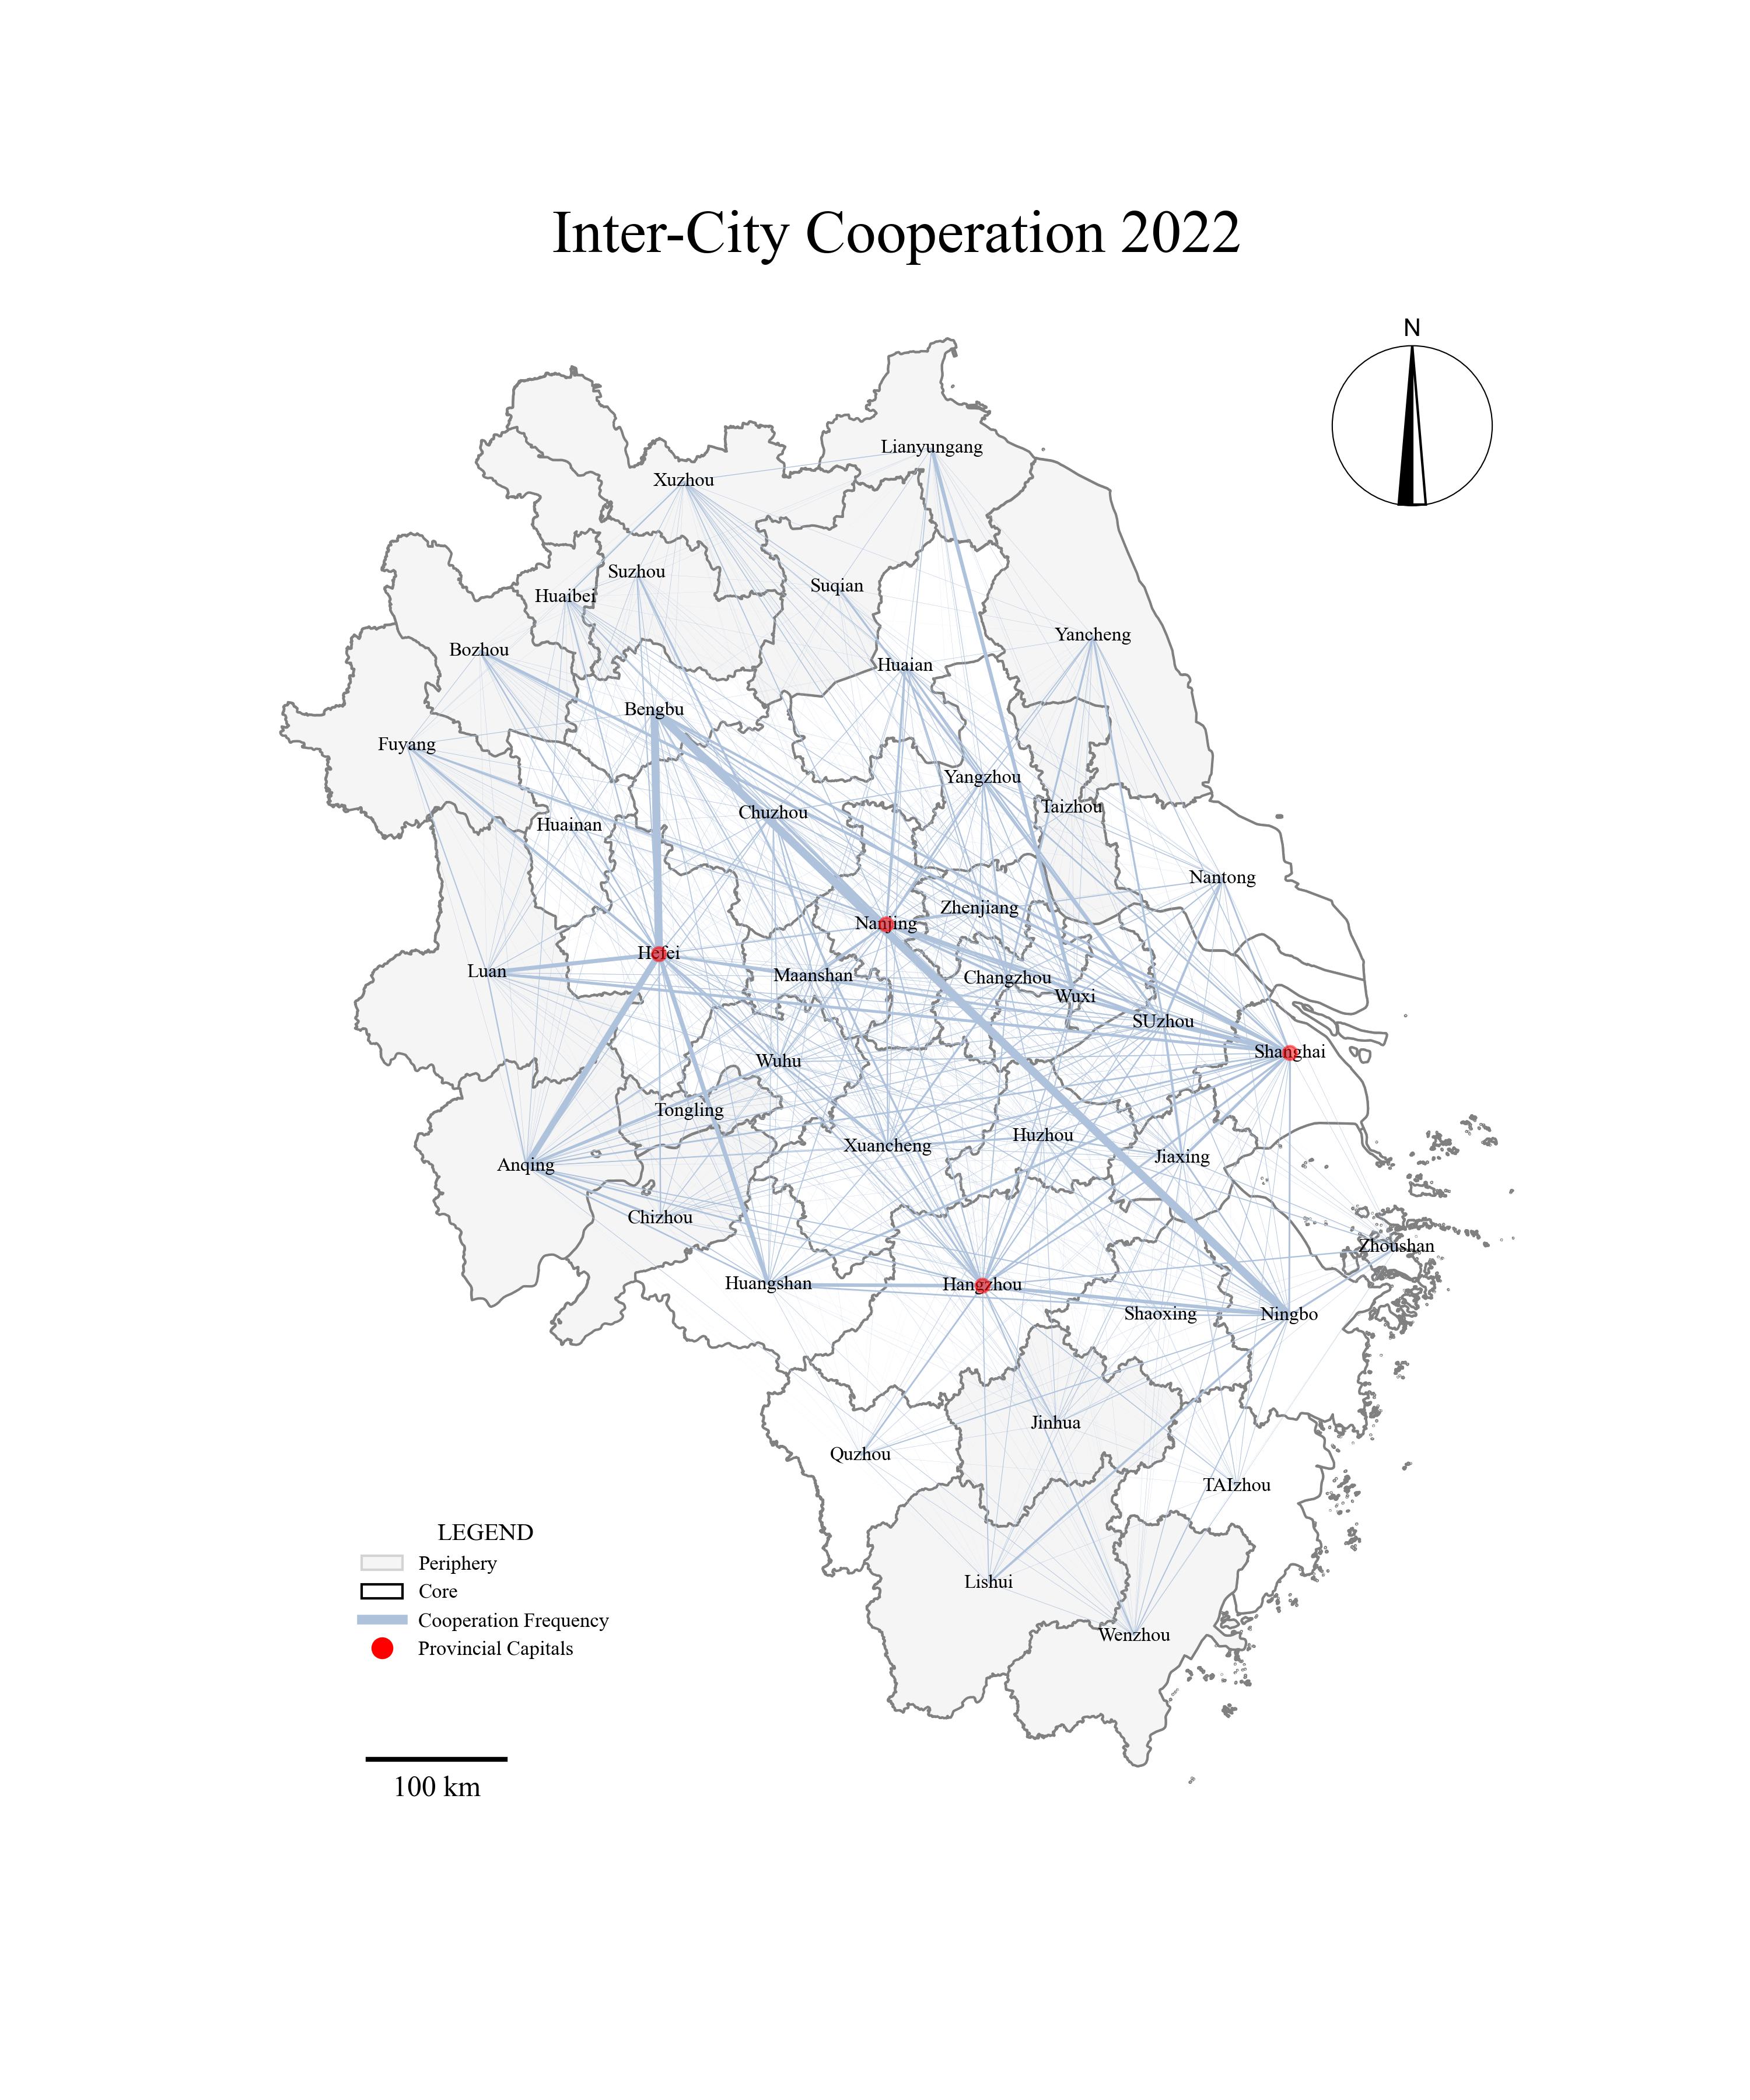 Inter-City Cooperation 2022
N
Lianyungang
Xuzhou
Suzhou
Suqian
Huaibei
Yancheng
Bozhou
Huaian
Bengbu
Fuyang
Yangzhou
Taizhou
Chuzhou
Huainan
Nantong
Zhenjiang
Nanjing
Hefei
Luan
Maanshan
Changzhou
Wuxi
SUzhou
Shanghai
Wuhu
Tongling
Huzhou
Xuancheng
Jiaxing
Anqing
Chizhou
Zhoushan
Huangshan
Hangzhou
Shaoxing
Ningbo
Jinhua
Quzhou
TAIzhou
Lishui
Wenzhou
LEGEND
Periphery
Core
Cooperation Frequency
Provincial Capitals
100 km